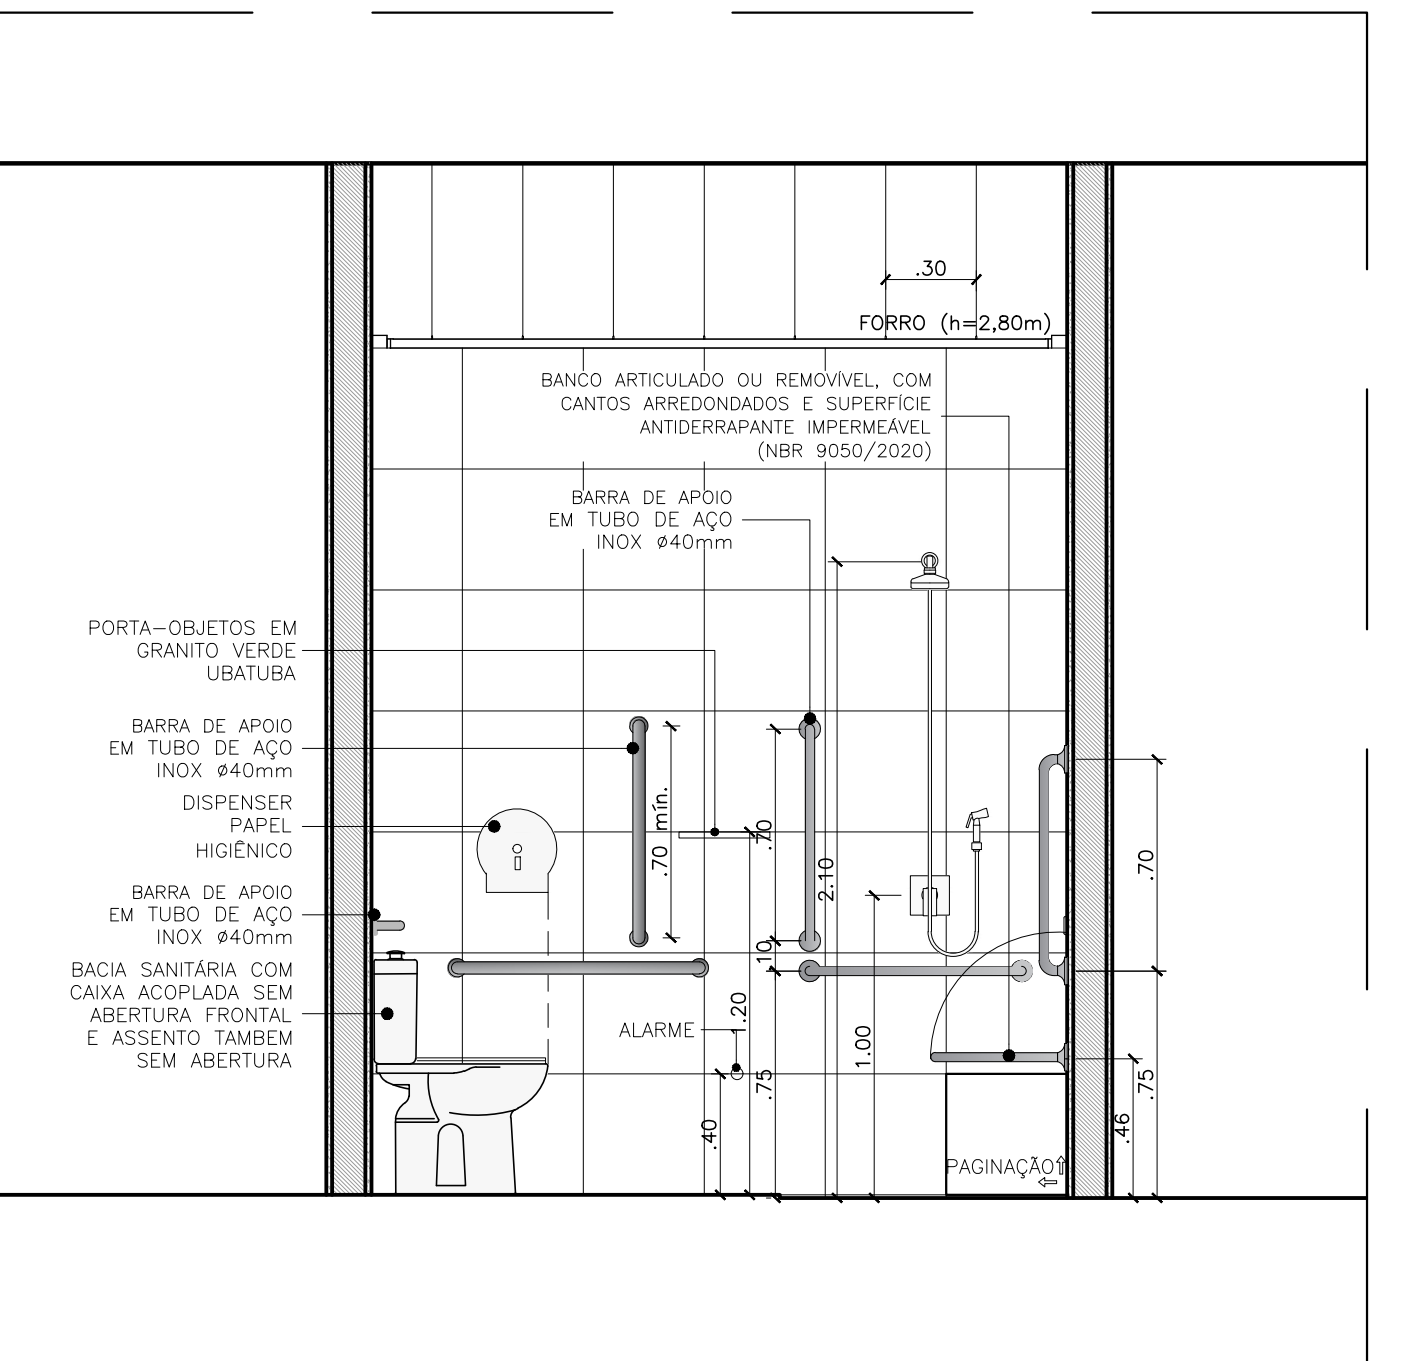 .30
FORRO (h=2,80m)
BANCO ARTICULADO OU REMOVÍVEL, COM
CANTOS ARREDONDADOS E SUPERFÍCIE
ANTIDERRAPANTE IMPERMEÁVEL
(NBR 9050/2020)
BARRA DE APOIO
EM TUBO DE AÇO
INOX ø40mm
PORTA-OBJETOS EM
GRANITO VERDE
UBATUBA
BARRA DE APOIO
EM TUBO DE AÇO
INOX ø40mm
DISPENSER
PAPEL
HIGIÊNICO
BARRA DE APOIO
EM TUBO DE AÇO
INOX ø40mm
BACIA SANITÁRIA COM
CAIXA ACOPLADA SEM
ABERTURA FRONTAL
E ASSENTO TAMBEM
SEM ABERTURA
.70 mín.
.70
2.10
.70
.10
1.20
ALARME
1.00
.75
.75
.40
.46
PAGINAÇÃO